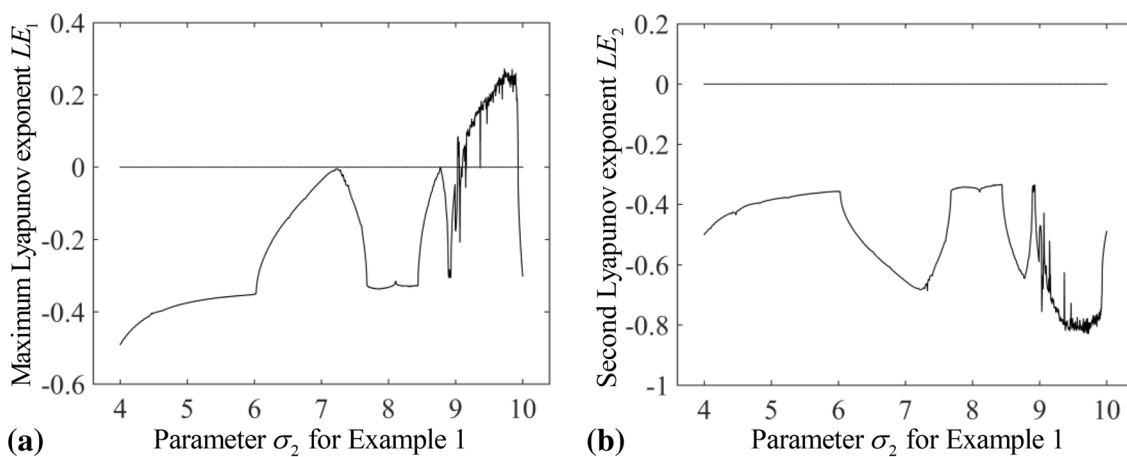 Maximum Lyapunov exponent LE₁
0.4
0.2
0
-0.2
-0.4
-0.6
4 5 6 7 8 9 10
(a) Parameter σ₂ for Example 1
Second Lyapunov exponent LE₂
0.2
0
-0.2
-0.4
-0.6
-0.8
-1
4 5 6 7 8 9 10
(b) Parameter σ₂ for Example 1